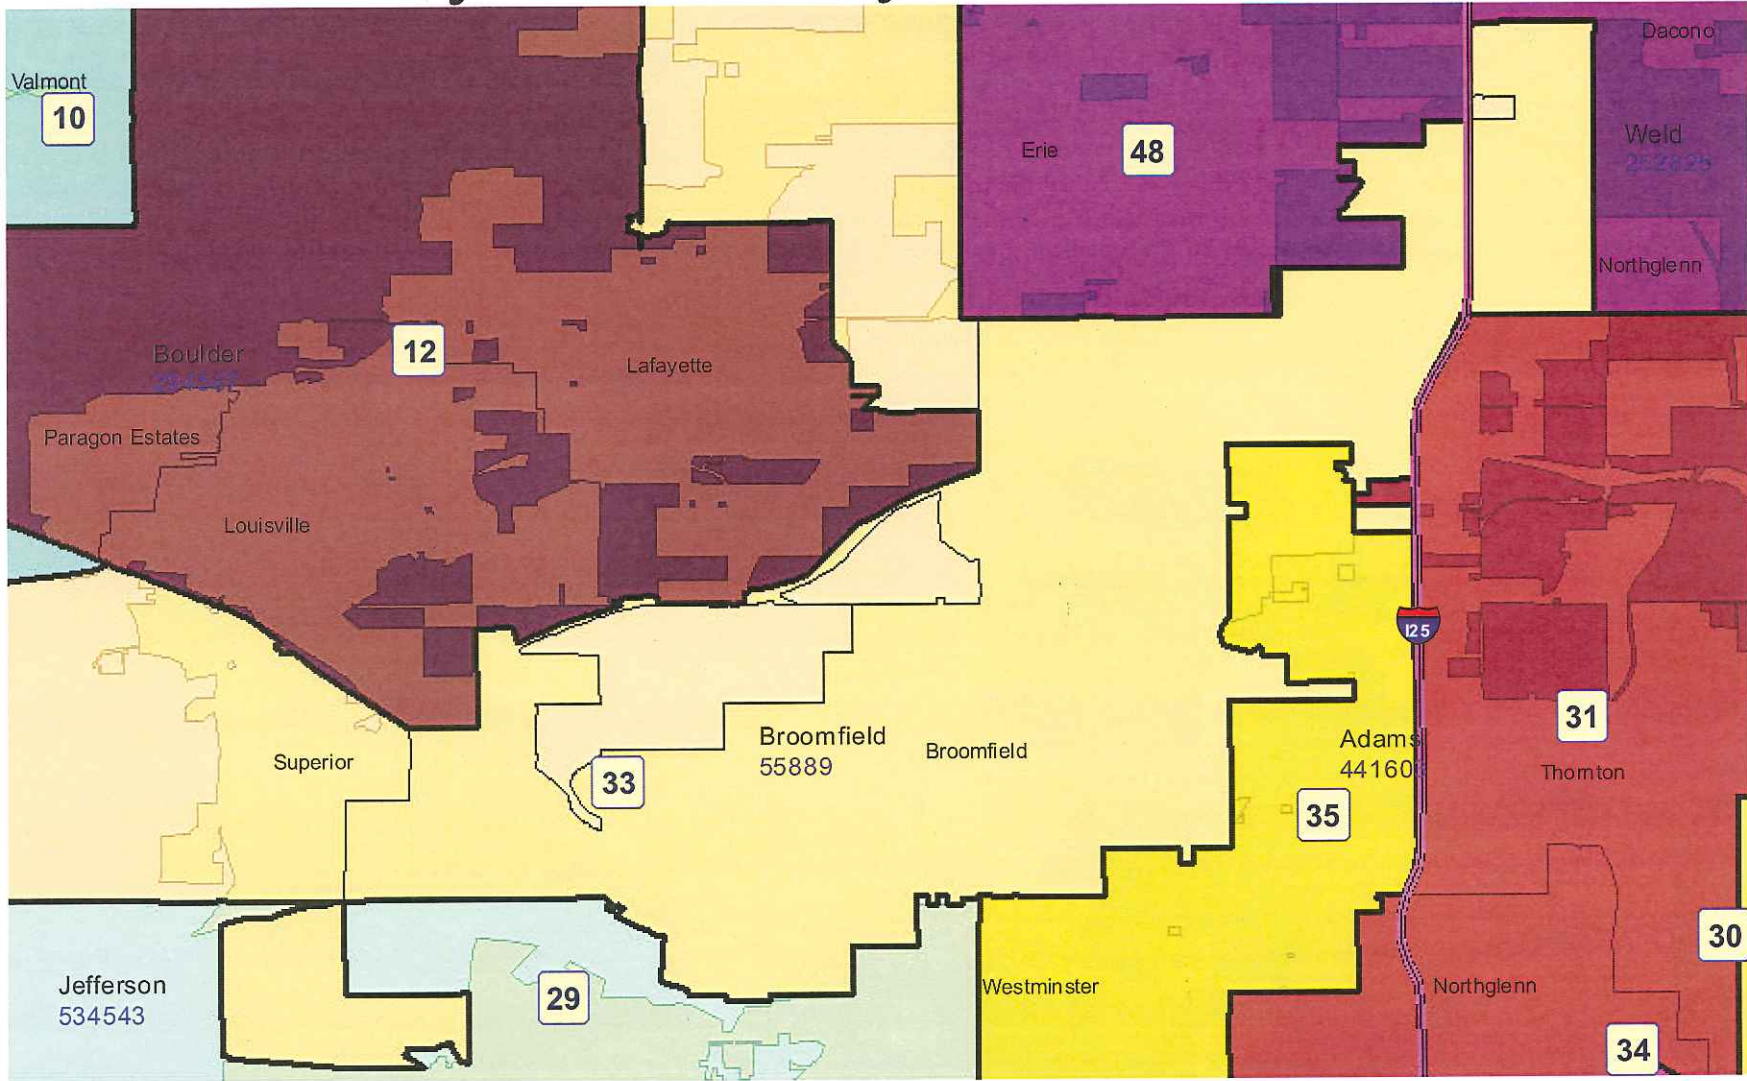 Valmont
10
Dacono
Erie
48
Weld
Northglenn
Boulder
12
Lafayette
Paragon Estates
Louisville
I25
31
Superior
Broomfield
55889
Broomfield
33
Adams
44160
Thornton
35
30
Jefferson
534543
29
Westminster
Northglenn
34